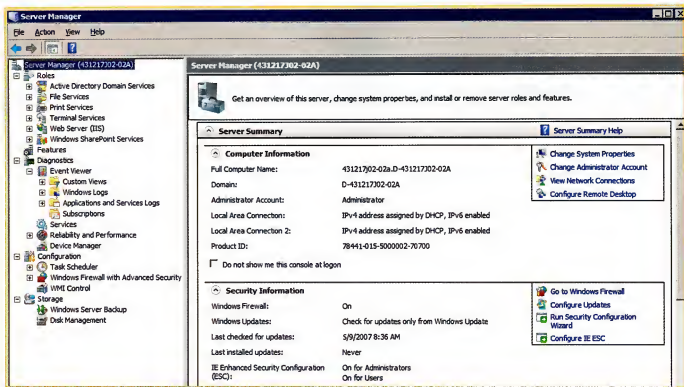 Server Manager
File Action View Help
Server Manager (431217J02-02A)
Roles
Active Directory Domain Services
File Services
Print Services
Terminal Services
Web Server (IIS)
Windows SharePoint Services
Features
Diagnostics
Event Viewer
Custom Views
Windows Logs
Applications and Services Logs
Subscriptions
Services
Reliability and Performance
Device Manager
Configuration
Task Scheduler
Windows Firewall with Advanced Security
WMI Control
Storage
Windows Server Backup
Disk Management
Server Manager (431217J02-02A)
Get an overview of this server, change system properties, and install or remove server roles and features.
Server Summary
Server Summary Help
Computer Information
Full Computer Name: 431217j02-02a.D-431217J02-02A
Domain: D-431217J02-02A
Administrator Account: Administrator
Local Area Connection: IPv4 address assigned by DHCP, IPv6 enabled
Local Area Connection 2: IPv4 address assigned by DHCP, IPv6 enabled
Product ID: 78441-015-5000002-70700
Do not show me this console at logon
Change System Properties
Change Administrator Account
View Network Connections
Configure Remote Desktop
Security Information
Windows Firewall: On
Windows Updates: Check for updates only from Windows Update
Last checked for updates: 5/9/2007 8:36 AM
Last installed updates: Never
IE Enhanced Security Configuration On for Administrators
(ESC): On for Users
Go to Windows Firewall
Configure Updates
Run Security Configuration
Wizard
Configure IE ESC